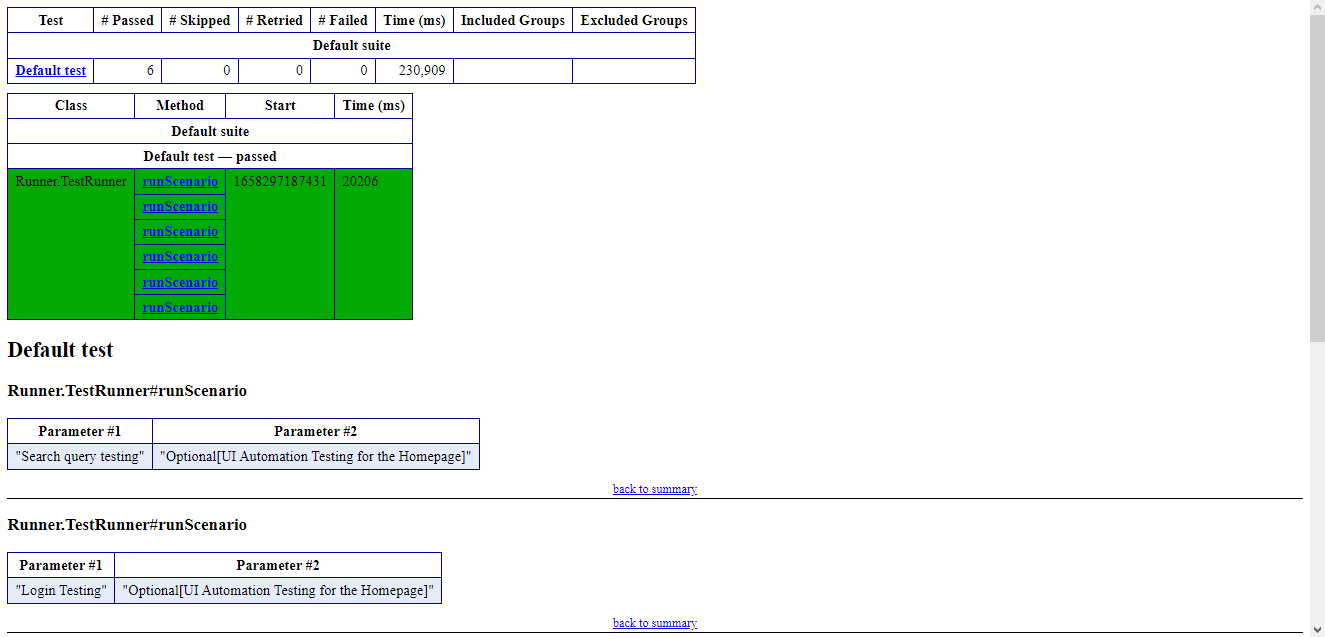 Test # Passed # Skipped # Retried # Failed Time (ms) Included Groups Excluded Groups
Default suite
Default test 6 0 0 0 230,909
Class Method Start Time (ms)
Default suite
Default test — passed
Runner.TestRunner runScenario 1658297187431 20206
runScenario
runScenario
runScenario
runScenario
runScenario
Default test
Runner.TestRunner#runScenario
Parameter #1 Parameter #2
"Search query testing" "Optional[UI Automation Testing for the Homepage]"
back to summary
Runner.TestRunner#runScenario
Parameter #1 Parameter #2
"Login Testing" "Optional[UI Automation Testing for the Homepage]"
back to summary